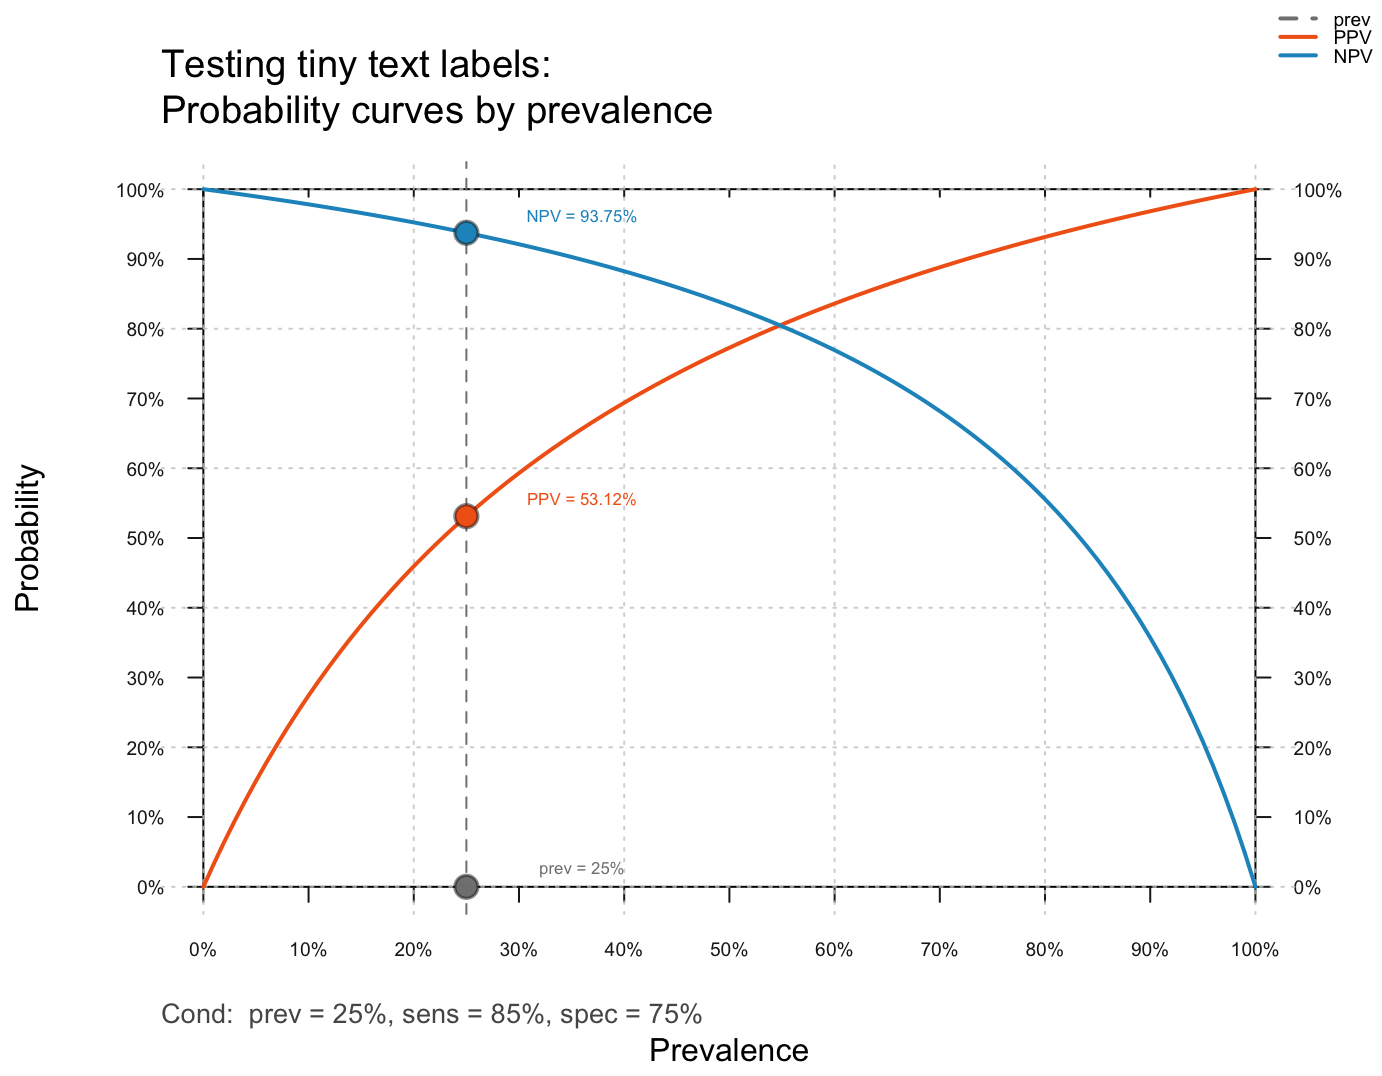 prev
PPV
NPV
Testing tiny text labels:
Probability curves by prevalence
100%
90%
80%
70%
60%
50%
40%
30%
20%
10%
0%
Probability
NPV = 93.75%
PPV = 53.12%
prev = 25%
100%
90%
80%
70%
60%
50%
40%
30%
20%
10%
0%
0% 10% 20% 30% 40% 50% 60% 70% 80% 90% 100%
Cond:  prev = 25%, sens = 85%, spec = 75%
Prevalence